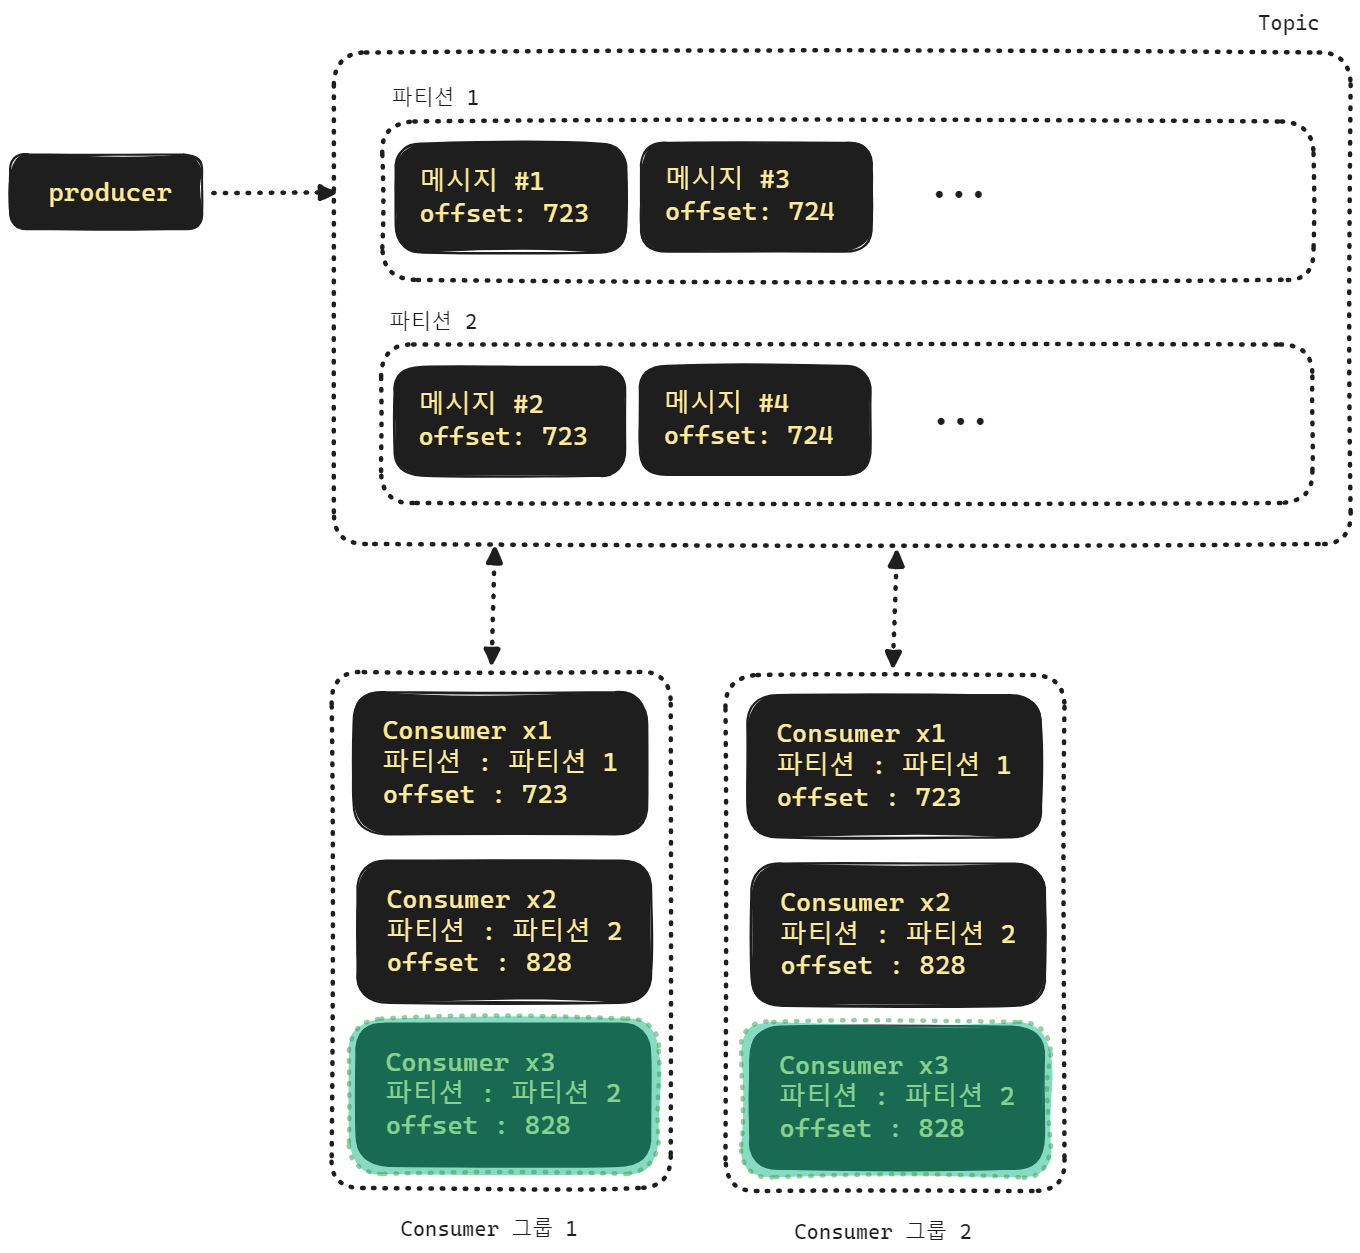 Topic
파티션 1
producer
메시지 #1
offset: 723
메시지 #3
offset: 724
...
파티션 2
메시지 #2
offset: 723
메시지 #4
offset: 724
...
Consumer x1
파티션 : 파티션 1
offset : 723
Consumer x2
파티션 : 파티션 2
offset : 828
Consumer x3
파티션 : 파티션 2
offset : 828
Consumer 그룹 1
Consumer x1
파티션 : 파티션 1
offset : 723
Consumer x2
파티션 : 파티션 2
offset : 828
Consumer x3
파티션 : 파티션 2
offset : 828
Consumer 그룹 2